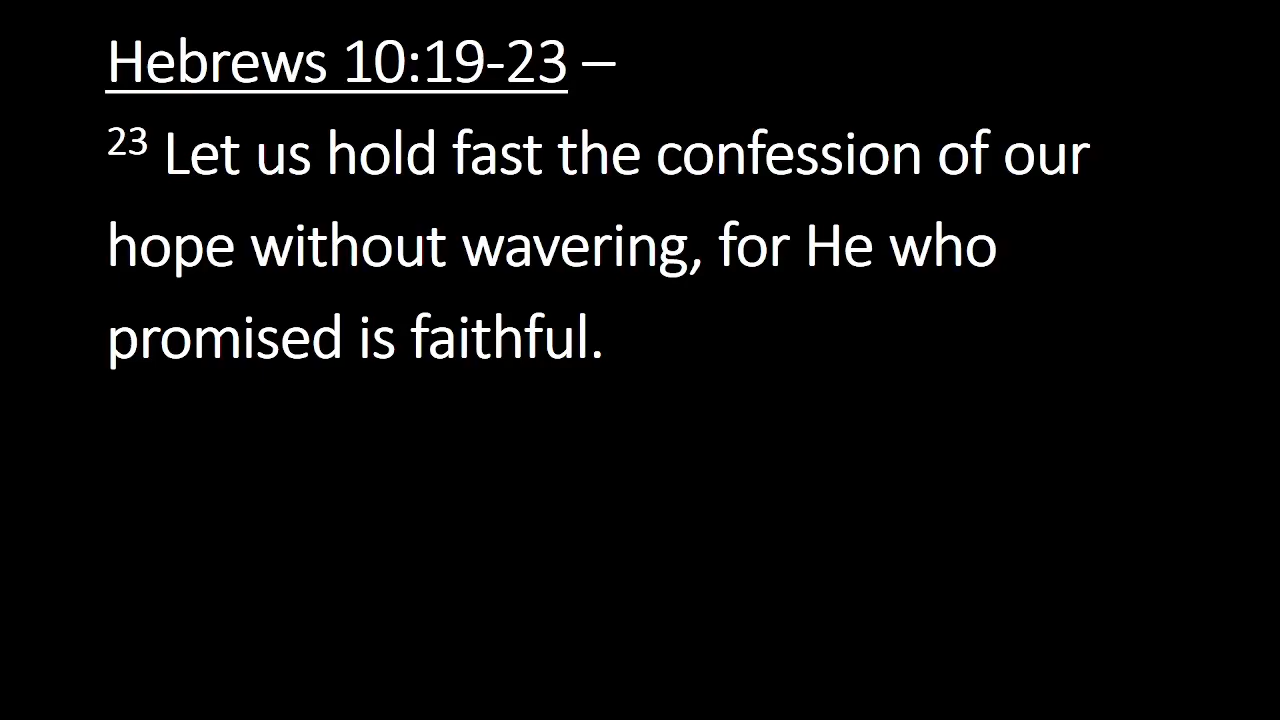 Hebrews 10:19-23 –
23 Let us hold fast the confession of our
hope without wavering, for He who
promised is faithful.